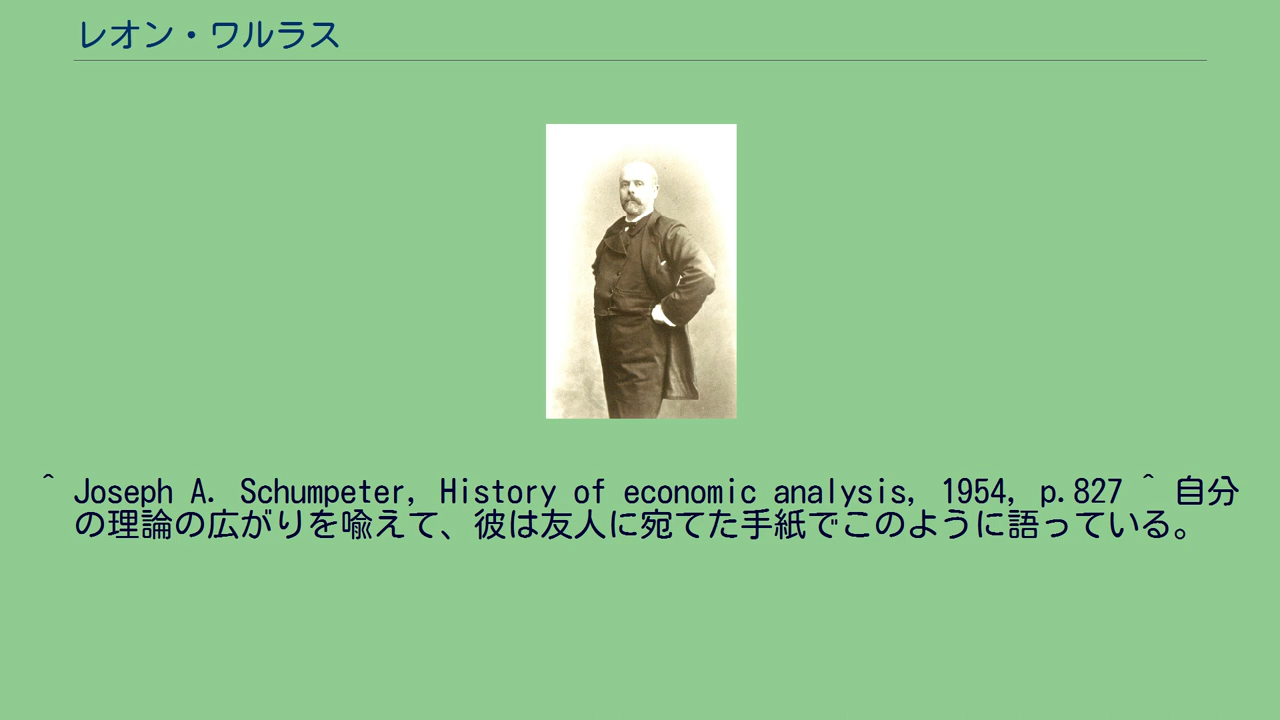 レオン・ワルラス
^ Joseph A. Schumpeter, History of economic analysis, 1954, p.827 ^ 自分
の理論の広がりを喩えて、彼は友人に宛てた手紙でこのように語っている。